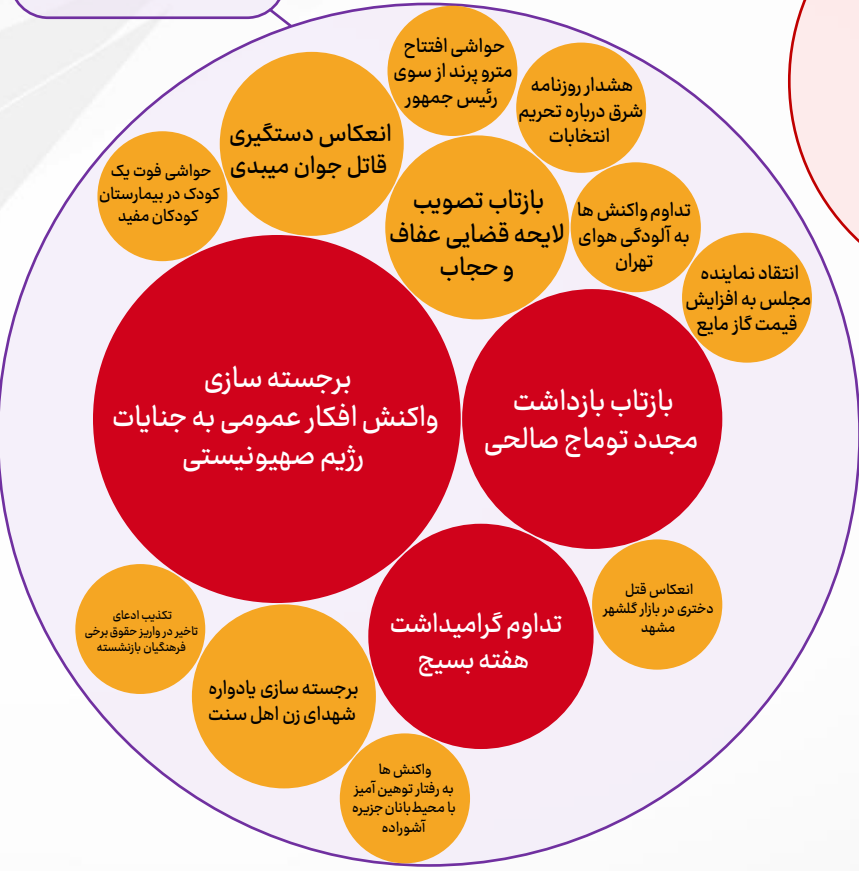 حواشی افتتاح
مترو پرند از سوی
رئیس جمهور
هشدار روزنامه
شرق درباره تحریم
انتخابات
انعکاس دستگیری
قاتل جوان میبدی
حواشی فوت یک
کودک در بیمارستان
کودکان مفید
بازتاب تصویب
لایحه قضایی عفاف
و حجاب
تداوم واکنش ها
به آلودگی هوای
تهران
انتقاد نماینده
مجلس به افزایش
قیمت گاز مایع
برجسته سازی
واکنش افکار عمومی به جنایات
رژیم صهیونیستی
بازتاب بازداشت
مجدد توماج صالحی
انعکاس قتل
دختری در بازار گلشهر
مشهد
تداوم گرامیداشت
هفته بسیج
تکذیب ادعای
تاخیر در واریز حقوق برخی
فرهنگیان بازنشسته
برجسته سازی یادواره
شهدای زن اهل سنت
واکنش ها
به رفتار توهین آمیز
با محیط‌بانان جزیره
آشوراده